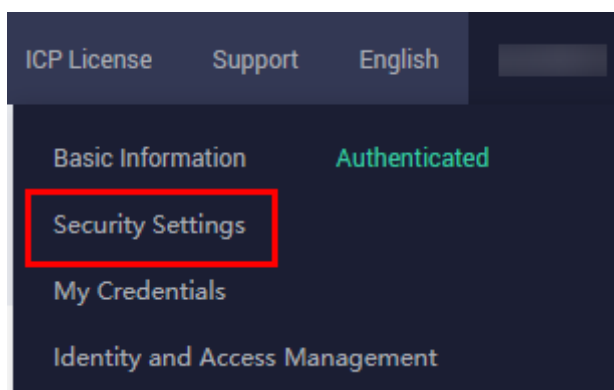 ICP License Support English
Basic Information Authenticated
Security Settings
My Credentials
Identity and Access Management